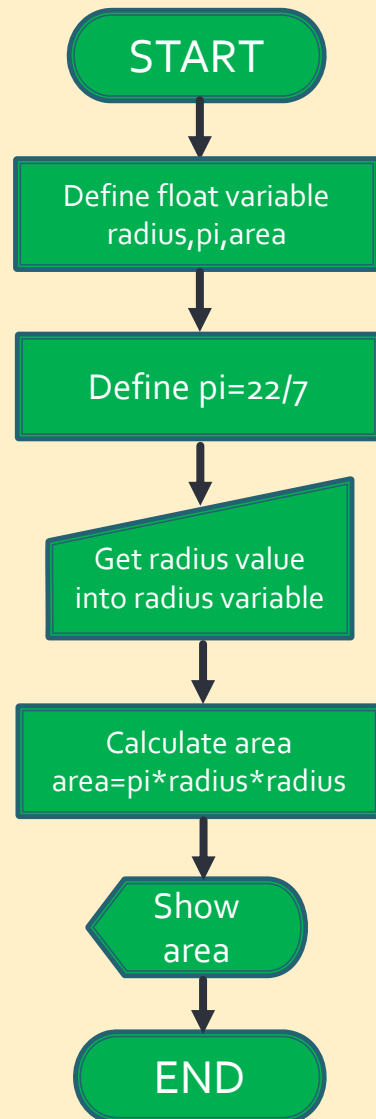 START
Define float variable
radius,pi,area
Define pi=22/7
Get radius value
into radius variable
Calculate area
area=pi*radius*radius
Show
area
END